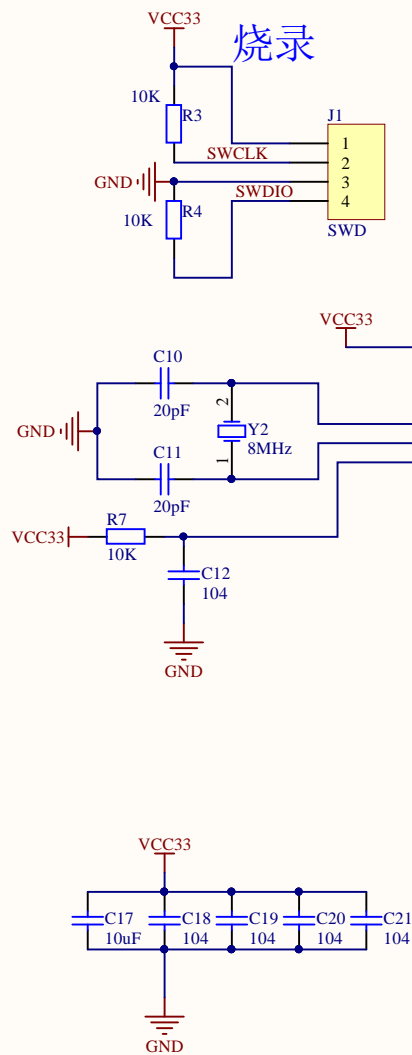 VCC33
烧录
10K
R3
J1
SWCLK
1
2
GND
3
SWDIO
4
10K
R4
SWD
VCC33
C10
20pF
2
Y2
GND
1
8MHz
C11
20pF
R7
VCC33
10K
C12
104
GND
VCC33
C17
C18
C19
C20
C21
10uF
104
104
104
104
GND